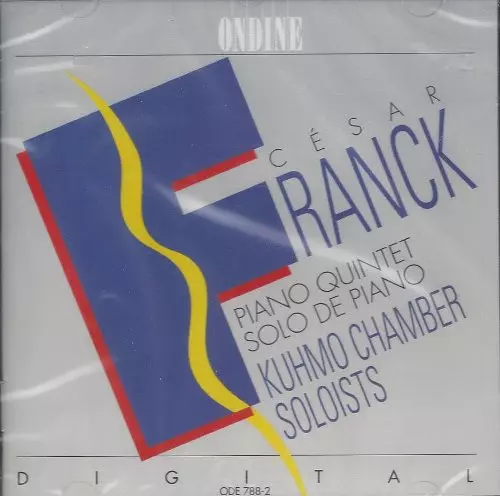 ONDINE
CÉSAR
FRANCK
PIANO QUINTET
SOLO DE PIANO
KUHMO CHAMBER
SOLOISTS
DIGITAL
ODE 788-2